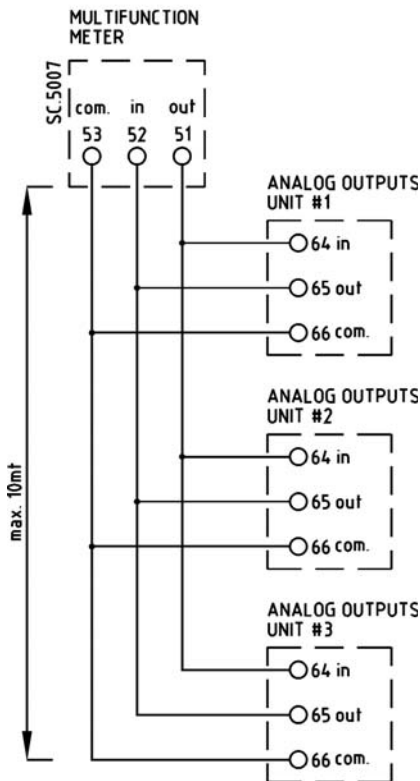 MULTIFUNCTION
METER
SC.5007
com. in out
53 52 51
ANALOG OUTPUTS
UNIT #1
64 in
65 out
66 com.
ANALOG OUTPUTS
UNIT #2
64 in
65 out
66 com.
max. 10mt
ANALOG OUTPUTS
UNIT #3
64 in
65 out
66 com.